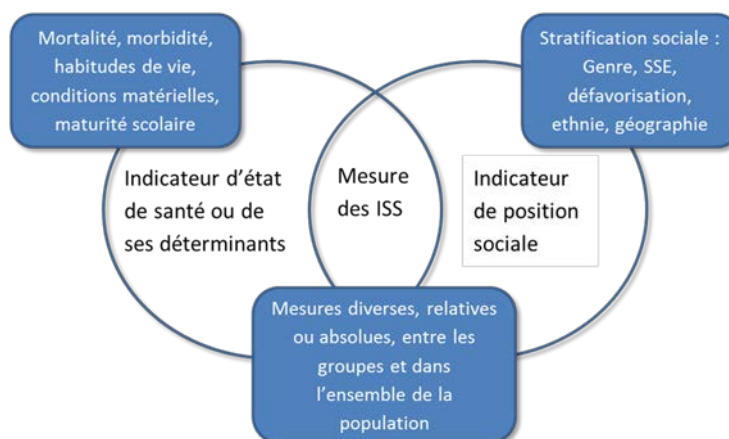 Mortalité, morbidité,
habitudes de vie,
conditions matérielles,
maturité scolaire
Stratification sociale :
Genre, SSE,
défavorisation,
ethnie, géographie
Indicateur d’état
de santé ou de
ses déterminants
Mesure
des ISS
Indicateur
de position
sociale
Mesures diverses, relatives
ou absolues, entre les
groupes et dans
l’ensemble de la
population